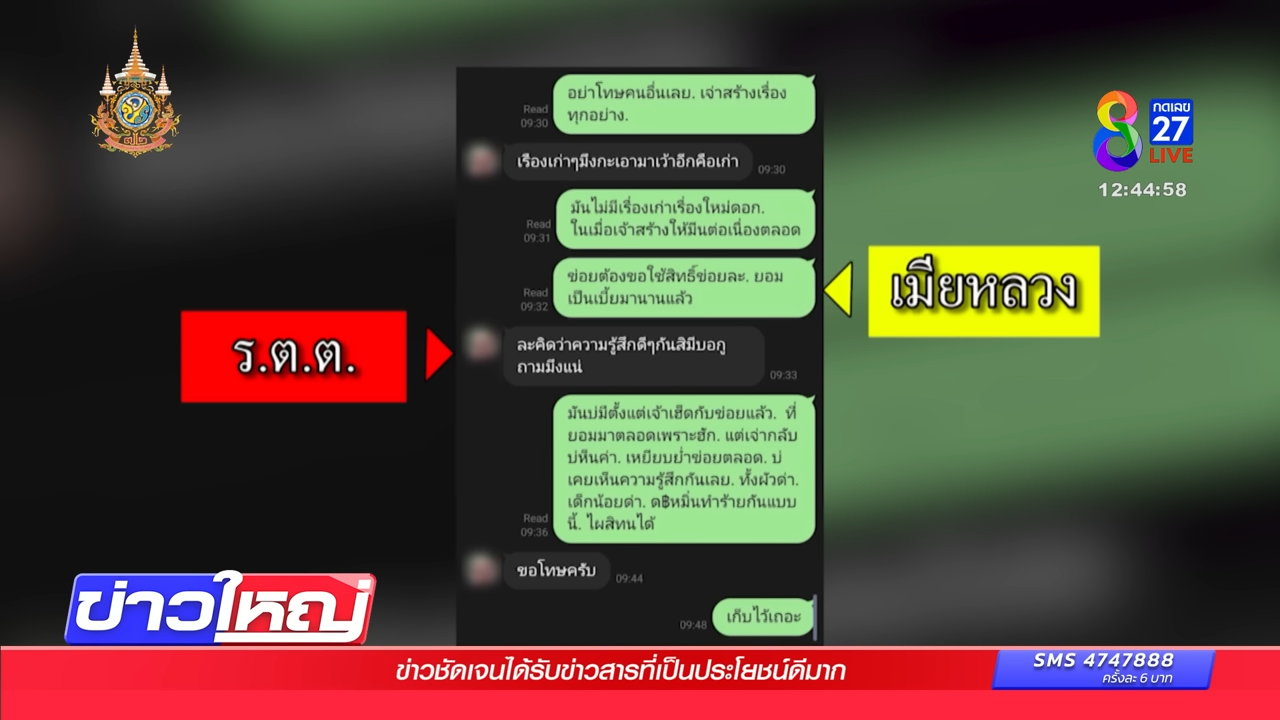 กดเลข
8 27
LIVE
12:44:58
อย่าโทษคนอื่นเลย. เจ่าสร้างเรื่อง
ทุกอย่าง.
Read
09:30
เรืองเก่าๆมึงกะเอามาเว้าอีกคือเก่า
09:30
มันไม่มีเรื่องเก่าเรื่องใหม่ดอก.
ในเมื่อเจ้าสร้างให้มีนต่อเนื่องตลอด
Read
09:31
ข่อยต้องขอใช้สิทธิ์ข่อยละ. ยอม
เป็นเบี้ยมานานแล้ว
Read
09:32
เมียหลวง
ร.ต.ต.
ละคิดว่าความรู้สึกดีๆกันสิมีบอกู
ถามมึงแน่
09:33
มันบ่มีตั้งแต่เจ้าเฮ็ดกับข่อยแล้ว. ที่
ยอมมาตลอดเพราะฮัก. แต่เจ่ากลับ
บ่ห็นค่า. เหยียบย่ำข่อยตลอด. บ่
เคยเห็นความรู้สึกกันเลย. ทั้งผัวด่า.
เด็กน้อยด่า. ด฿หมิ่นทำร้ายกันแบบ
นี้. ไผสิทนได้
Read
09:36
ขอโทษครับ
09:44
เก็บไว้เถอะ
09:48
ข่าวใหญ่
ข่าวชัดเจนได้รับข่าวสารที่เป็นประโยชน์ดีมาก
SMS 4747888
ครั้งละ 6 บาท